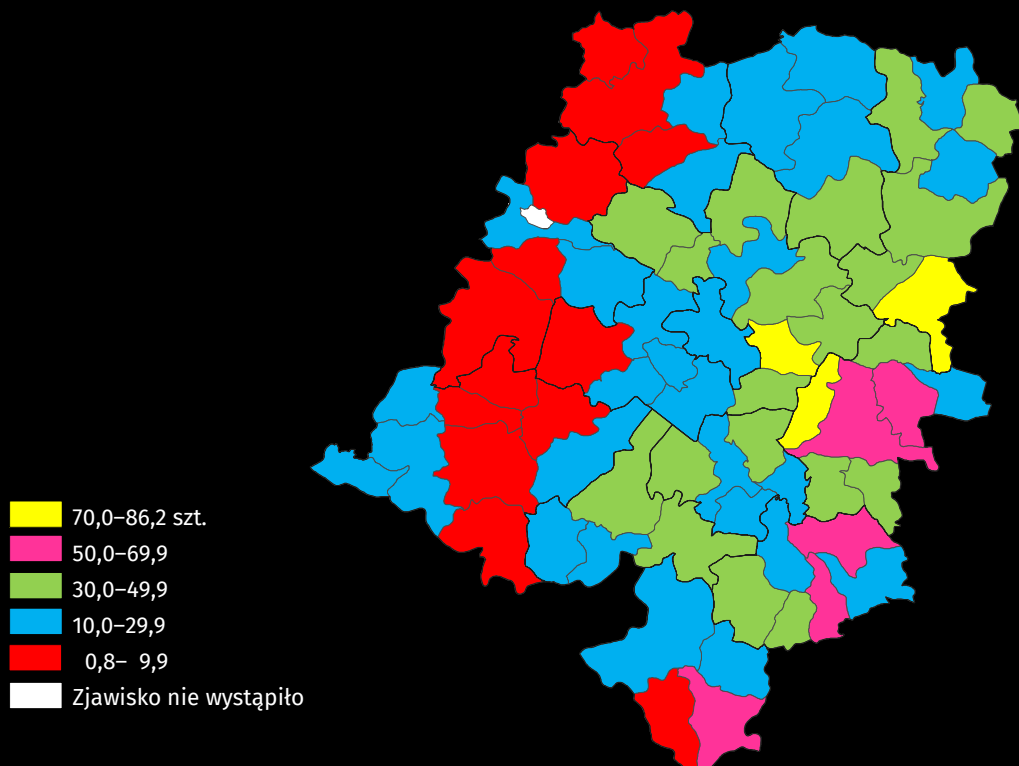 70,0–86,2 szt.
50,0–69,9
30,0–49,9
10,0–29,9
0,8– 9,9
Zjawisko nie wystąpiło